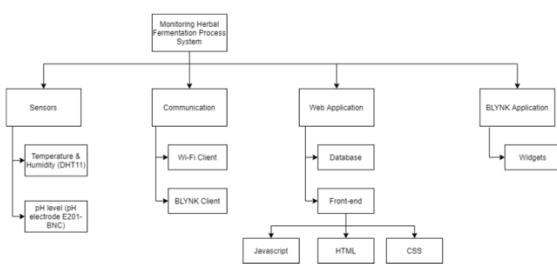 Monitoring Herbal
Fermentation Process
System
Sensors
Communication
Web Application
BLYNK Application
Temperature &
Humidity (DHT11)
Wi-Fi Client
Database
Widgets
pH level (pH
electrode E201-
BNC)
BLYNK Client
Front-end
Javascript
HTML
CSS